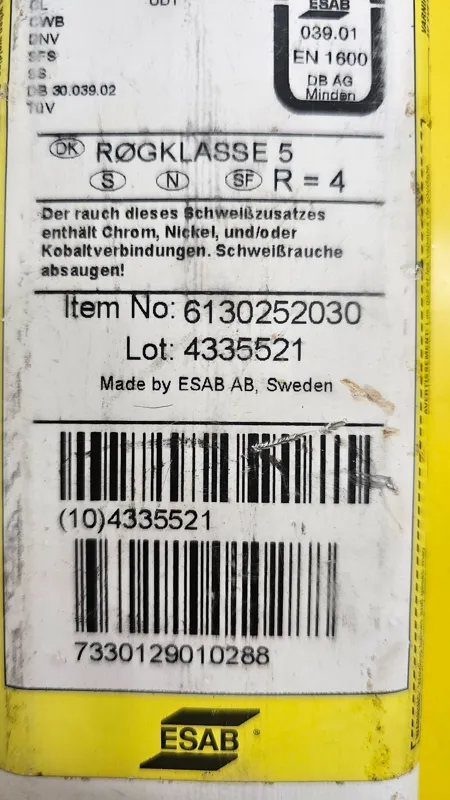 CL
CWB
DNV
SFS
SS
DB 30.039.02
TÜV
ESAB
039.01
EN 1600
DB AG
Minden
DK RØGKLASSE 5
S N SF R = 4
Der rauch dieses Schweißzusatzes
enthält Chrom, Nickel, und/oder
Kobaltverbindungen. Schweißrauche
absaugen!
Item No: 6130252030
Lot: 4335521
Made by ESAB AB, Sweden
(10)4335521
7330129010288
ESAB®